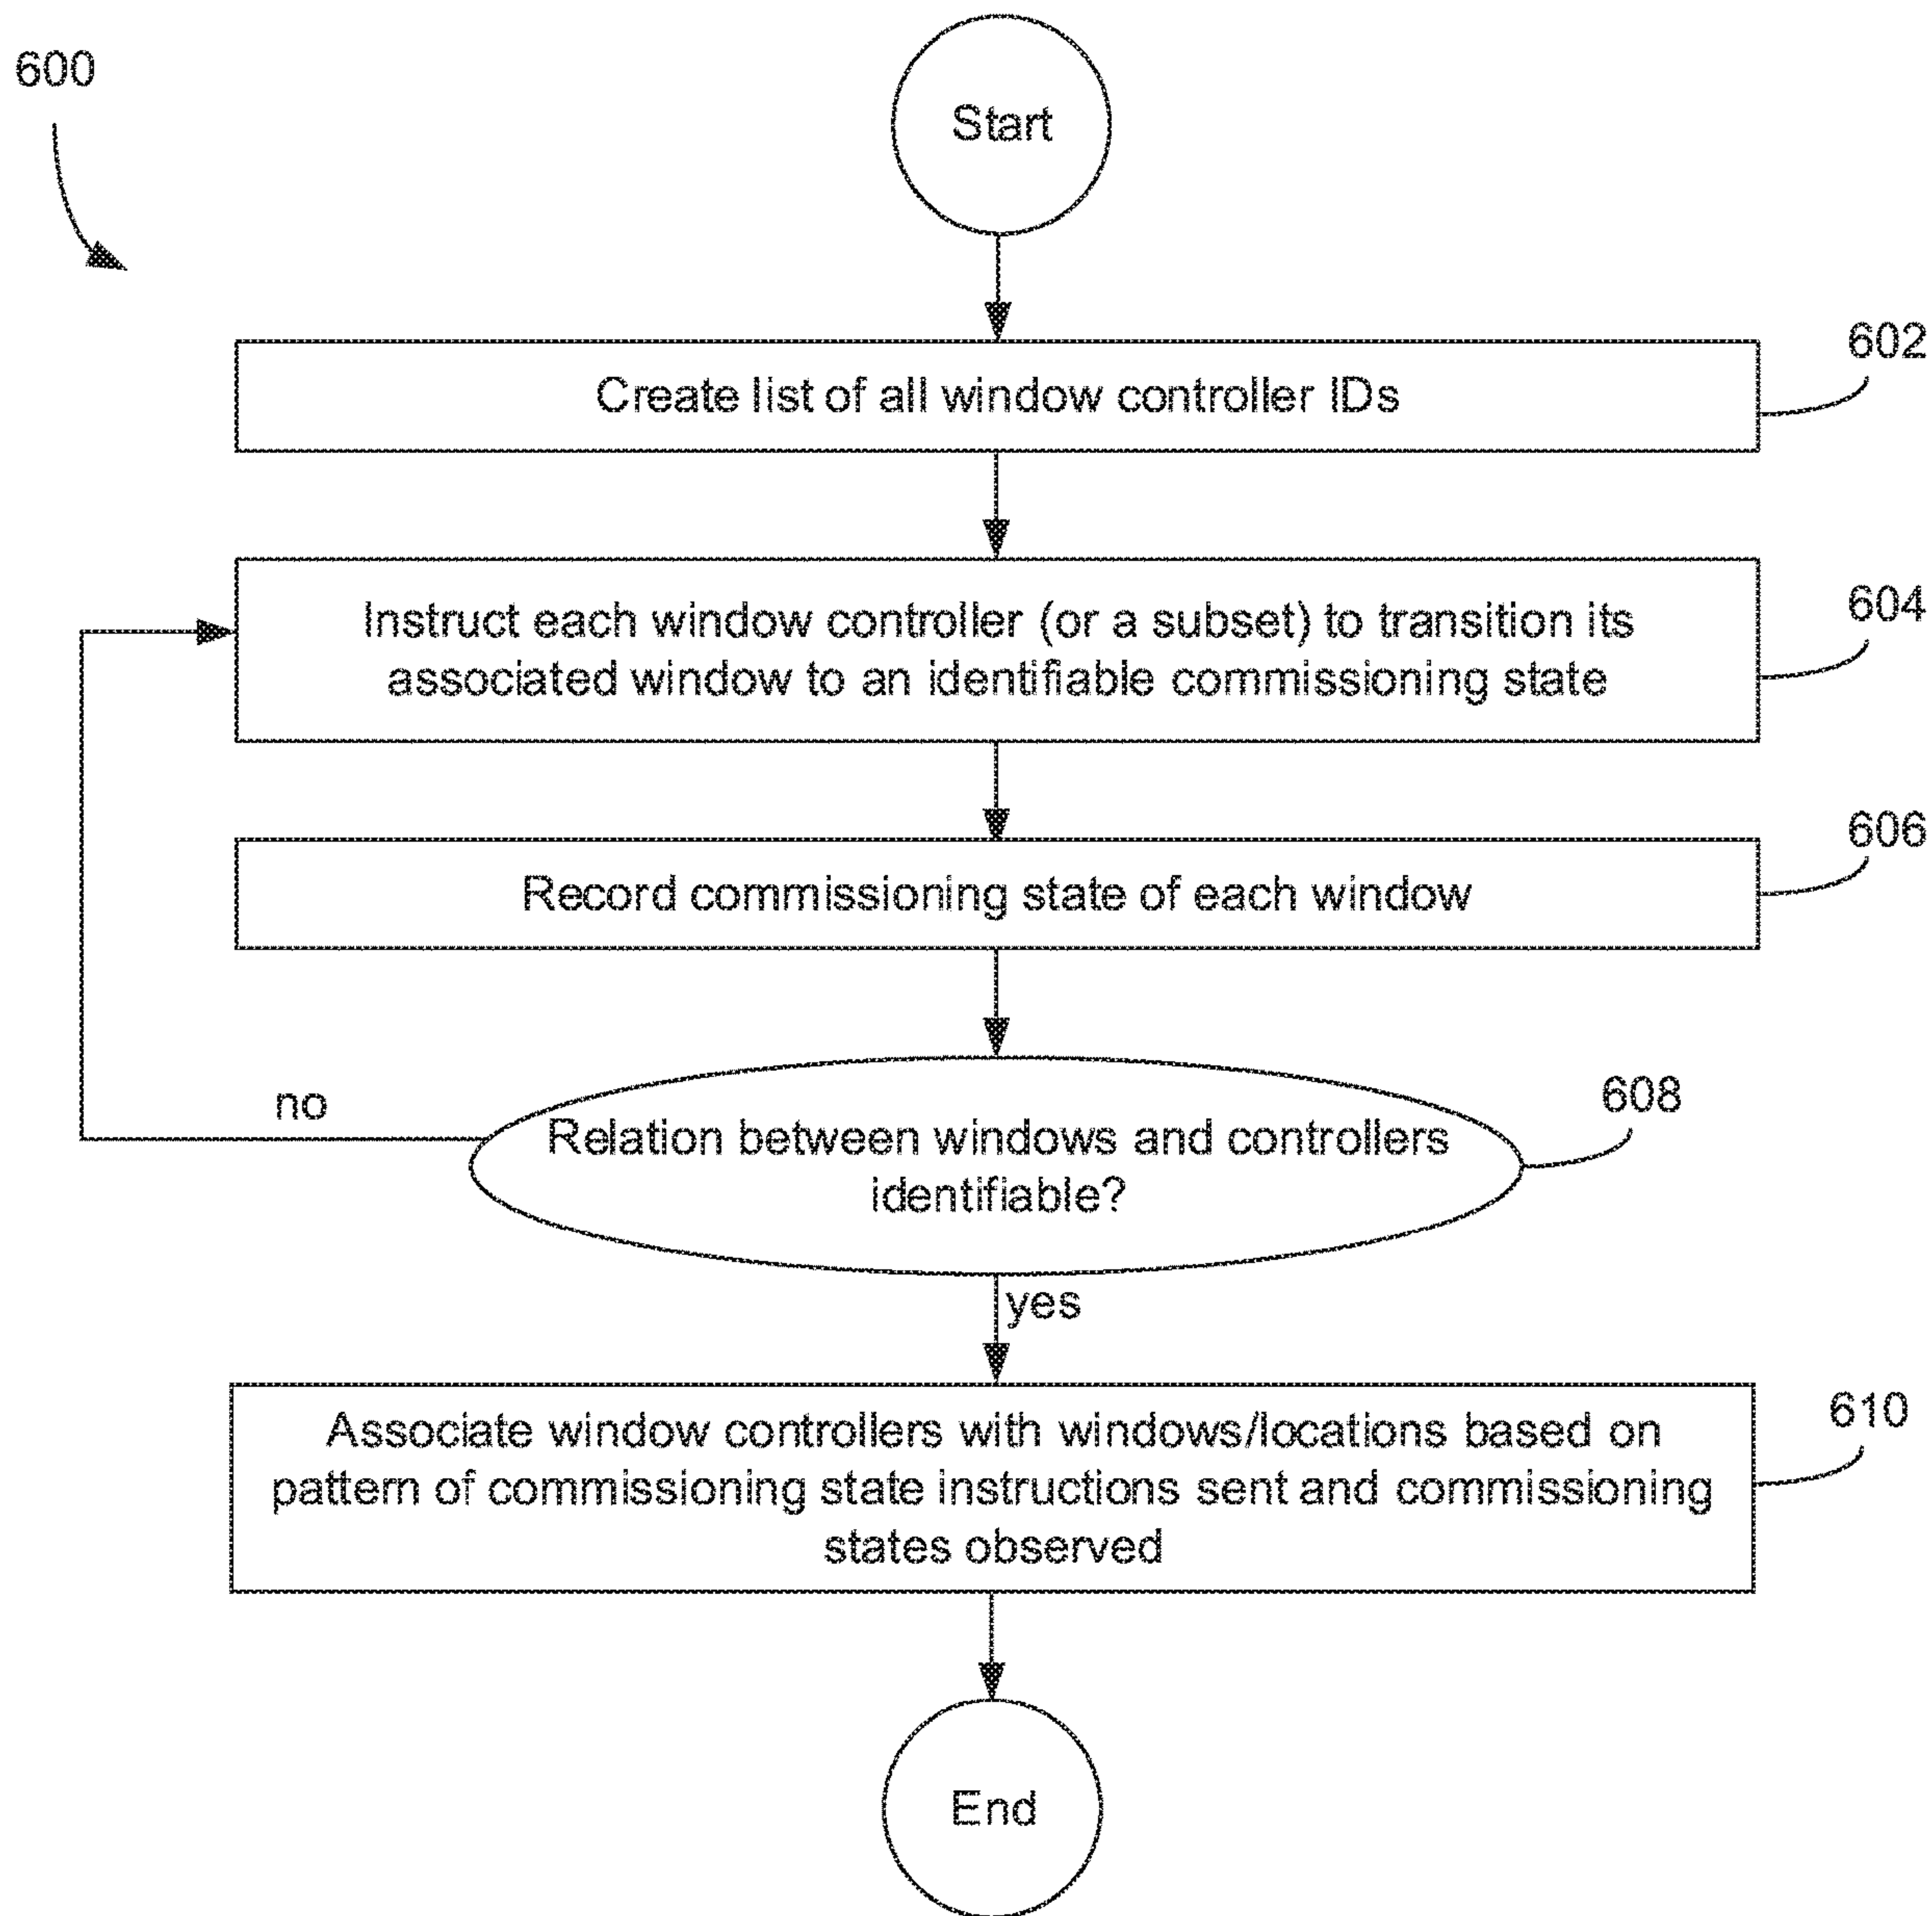 600
Start
602
Create list of all window controller IDs
604
Instruct each window controller (or a subset) to transition its
associated window to an identifiable commissioning state
606
Record commissioning state of each window
608
no
Relation between windows and controllers
identifiable?
yes
610
Associate window controllers with windows/locations based on
pattern of commissioning state instructions sent and commissioning
states observed
End